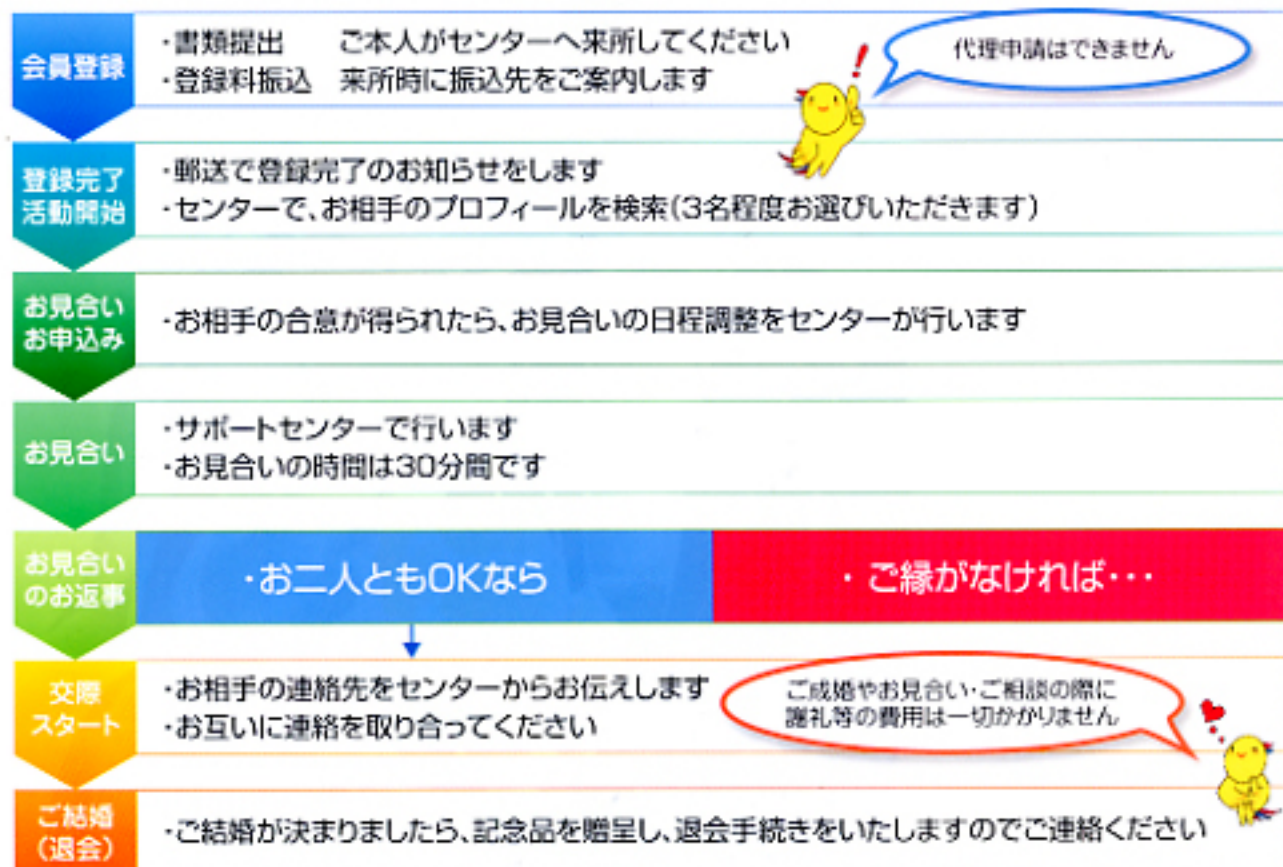 会員登録
・書類提出　ご本人がセンターへ来所してください
・登録料振込　来所時に振込先をご案内します
代理申請はできません
登録完了
活動開始
・郵送で登録完了のお知らせをします
・センターで、お相手のプロフィールを検索(3名程度お選びいただきます)
お見合い
お申込み
・お相手の合意が得られたら、お見合いの日程調整をセンターが行います
お見合い
・サポートセンターで行います
・お見合いの時間は30分間です
お見合い
のお返事
・お二人ともOKなら
・ご縁がなければ・・・
交際
スタート
・お相手の連絡先をセンターからお伝えします
・お互いに連絡を取り合ってください
ご成婚やお見合い・ご相談の際に
謝礼等の費用は一切かかりません
ご結婚
(退会)
・ご結婚が決まりましたら、記念品を贈呈し、退会手続きをいたしますのでご連絡ください